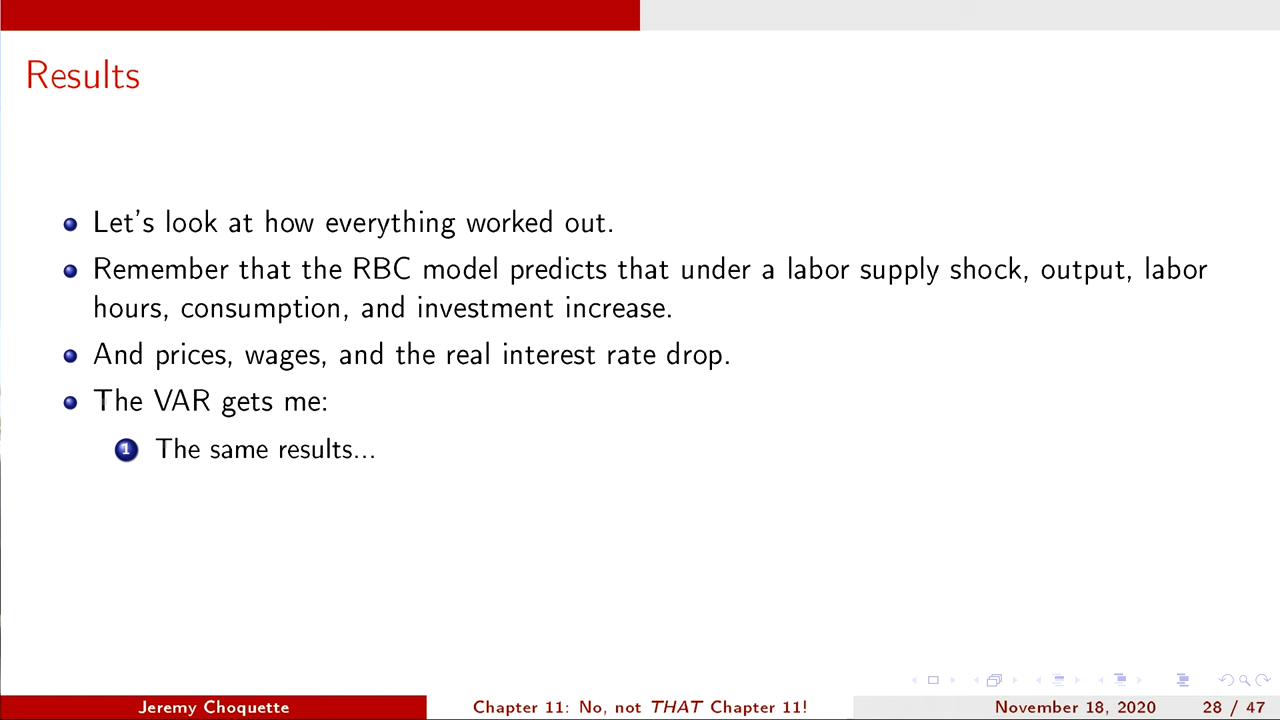 Results
Let's look at how everything worked out.
Remember that the RBC model predicts that under a labor supply shock, output, labor
hours, consumption, and investment increase.
And prices, wages, and the real interest rate drop.
The VAR gets me:
1 The same results...
Jeremy Choquette Chapter 11: No, not THAT Chapter 11! November 18, 2020 28 / 47